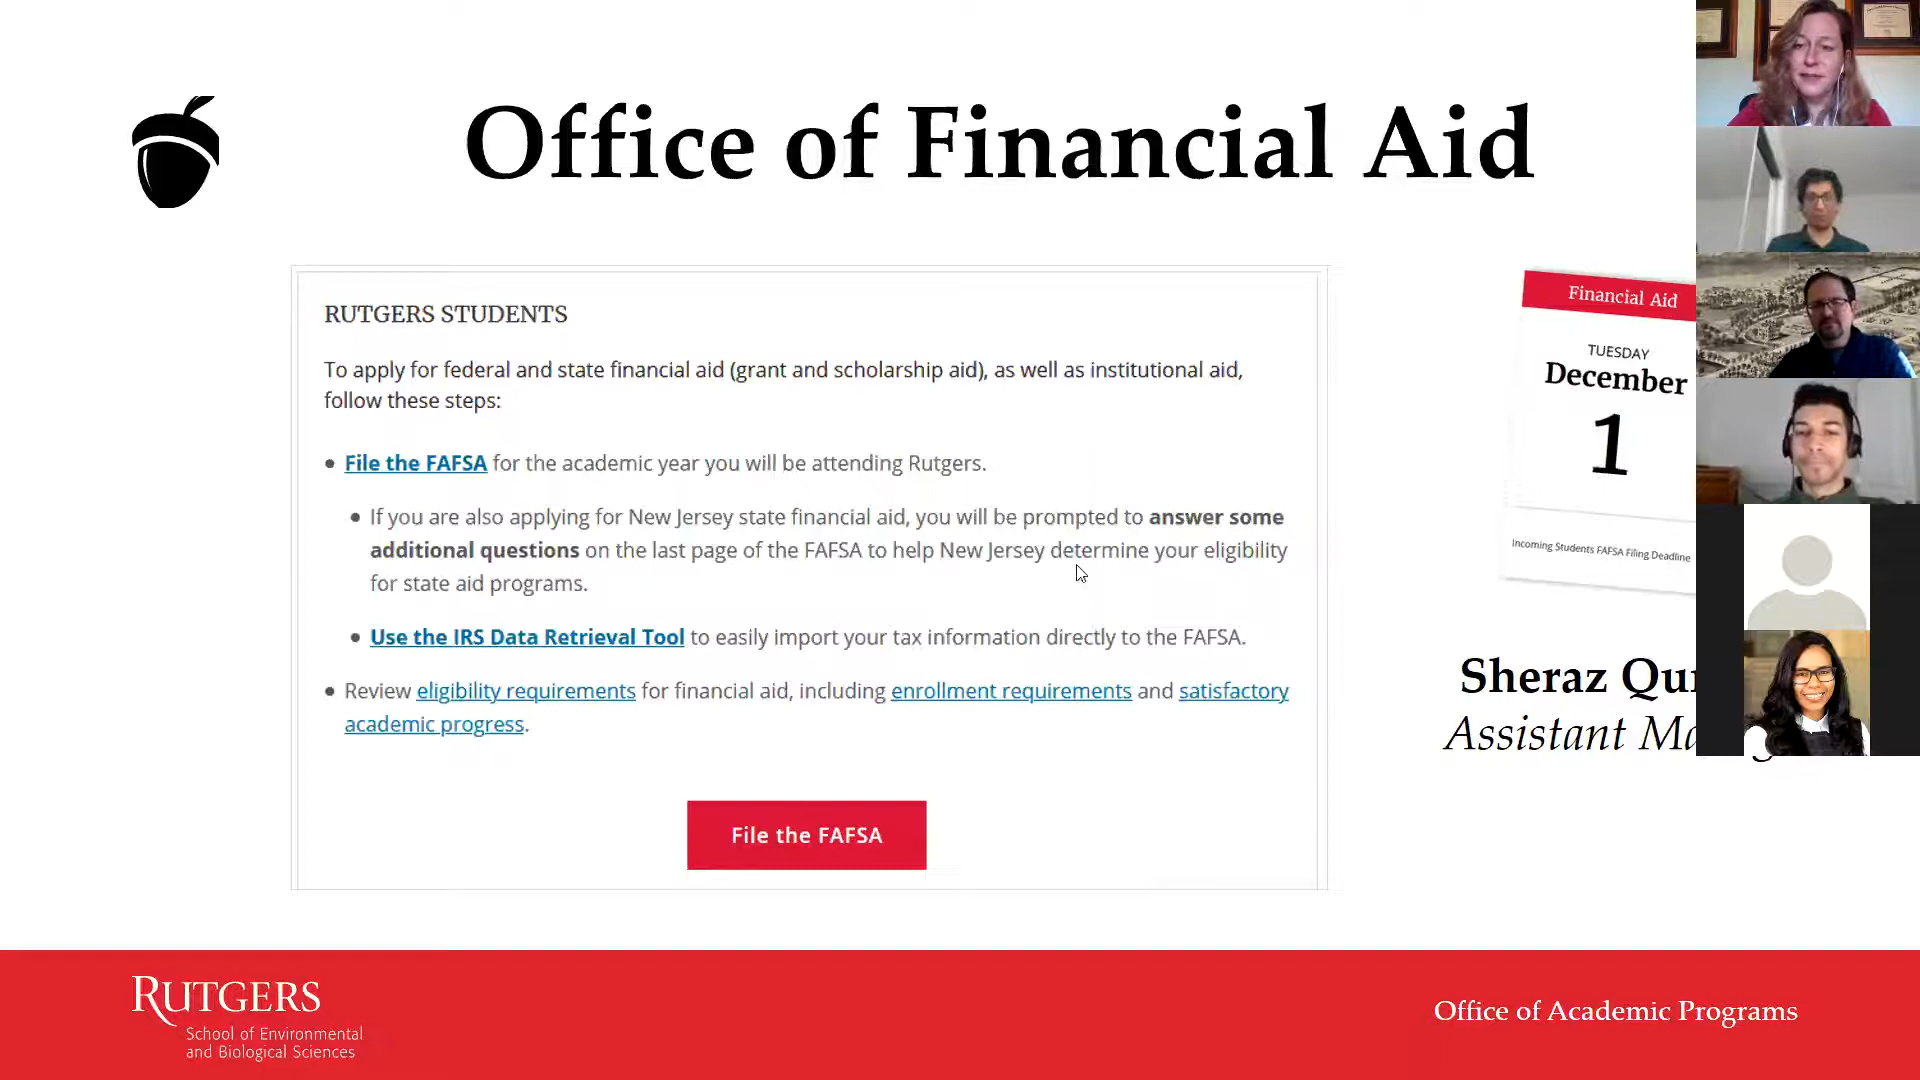 Office of Financial Aid
RUTGERS STUDENTS
To apply for federal and state financial aid (grant and scholarship aid), as well as institutional aid,
follow these steps:
• File the FAFSA for the academic year you will be attending Rutgers.
• If you are also applying for New Jersey state financial aid, you will be prompted to answer some
additional questions on the last page of the FAFSA to help New Jersey determine your eligibility
for state aid programs.
• Use the IRS Data Retrieval Tool to easily import your tax information directly to the FAFSA.
• Review eligibility requirements for financial aid, including enrollment requirements and satisfactory
academic progress.
File the FAFSA
Financial Aid
TUESDAY
December
1
Incoming Students FAFSA Filing Deadline
Sheraz
Assistant
RUTGERS
School of Environmental
and Biological Sciences
Office of Academic Programs